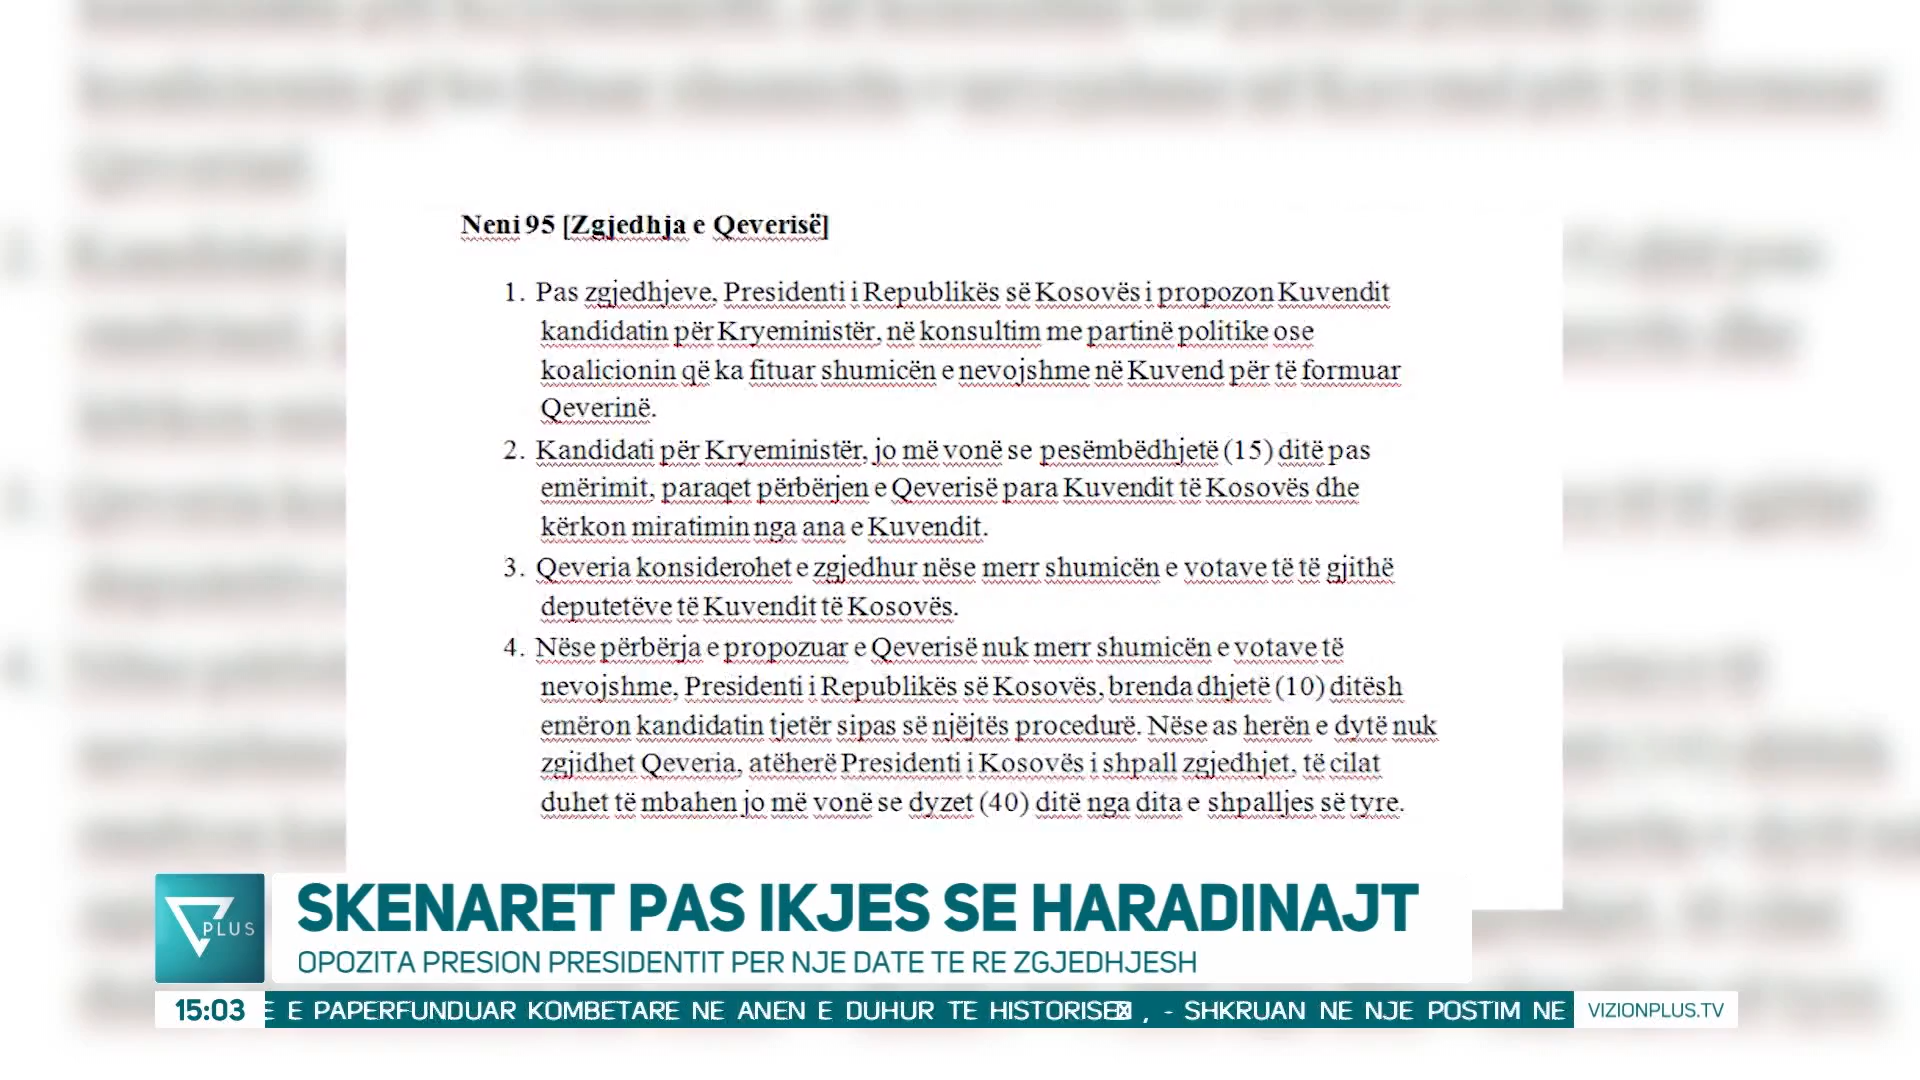 Neni 95 [Zgjedhja e Qeverisë]
1. Pas zgjedhjeve, Presidenti i Republikës së Kosovës i propozon Kuvendit
kandidatin për Kryeministër, në konsultim me partinë politike ose
koalicionin që ka fituar shumicën e nevojshme në Kuvend për të formuar
Qeverinë.
2. Kandidati për Kryeministër, jo më vonë se pesëmbëdhjetë (15) ditë pas
emërimit, paraqet përbërjen e Qeverisë para Kuvendit të Kosovës dhe
kërkon miratimin nga ana e Kuvendit.
3. Qeveria konsiderohet e zgjedhur nëse merr shumicën e votave të të gjithë
deputetëve të Kuvendit të Kosovës.
4. Nëse përbërja e propozuar e Qeverisë nuk merr shumicën e votave të
nevojshme, Presidenti i Republikës së Kosovës, brenda dhjetë (10) ditësh
emëron kandidatin tjetër sipas së njëjtës procedurë. Nëse as herën e dytë nuk
zgjidhet Qeveria, atëherë Presidenti i Kosovës i shpall zgjedhjet, të cilat
duhet të mbahen jo më vonë se dyzet (40) ditë nga dita e shpalljes së tyre.
PLUS
SKENARET PAS IKJES SE HARADINAJT
OPOZITA PRESION PRESIDENTIT PER NJE DATE TE RE ZGJEDHJESH
15:03 E E PAPERFUNDUAR KOMBETARE NE ANEN E DUHUR TE HISTORISE , - SHKRUAN NE NJE POSTIM NE VIZIONPLUS.TV